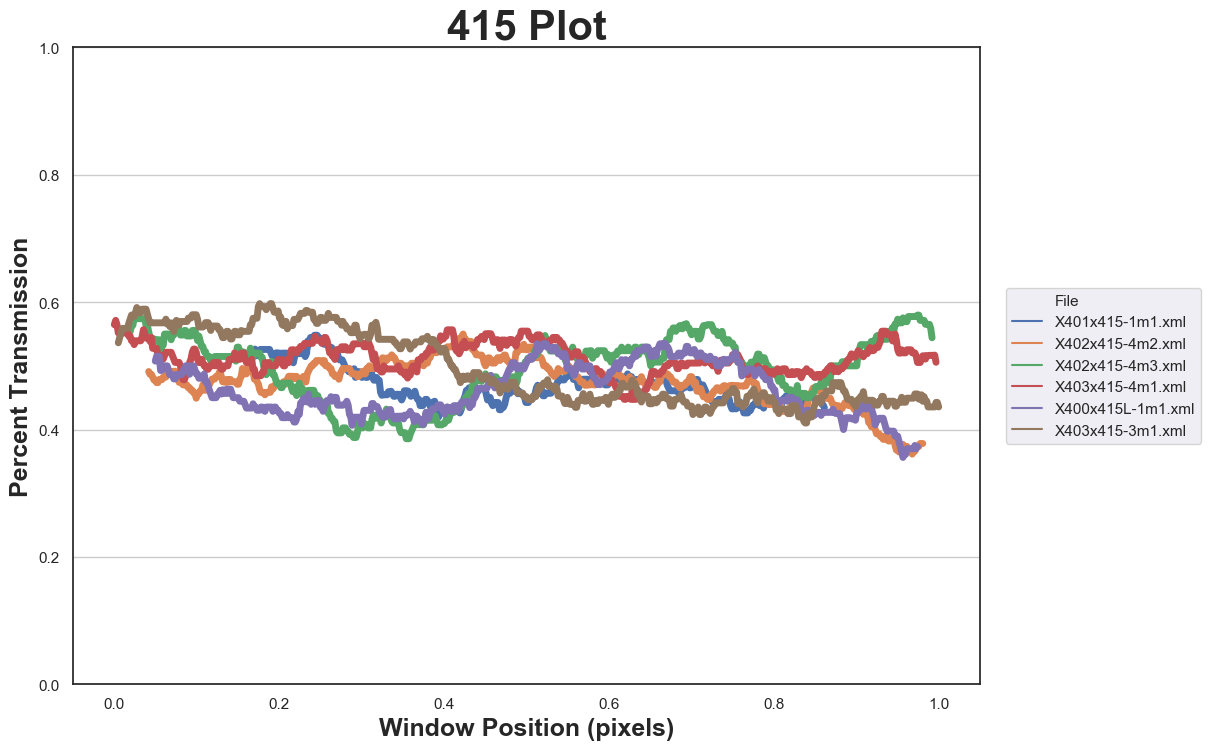 415 Plot
1.0
0.8
0.6
0.4
0.2
0.0
Percent Transmission
0.0 0.2 0.4 0.6 0.8 1.0
Window Position (pixels)
File
X401x415-1m1.xml
X402x415-4m2.xml
X402x415-4m3.xml
X403x415-4m1.xml
X400x415L-1m1.xml
X403x415-3m1.xml